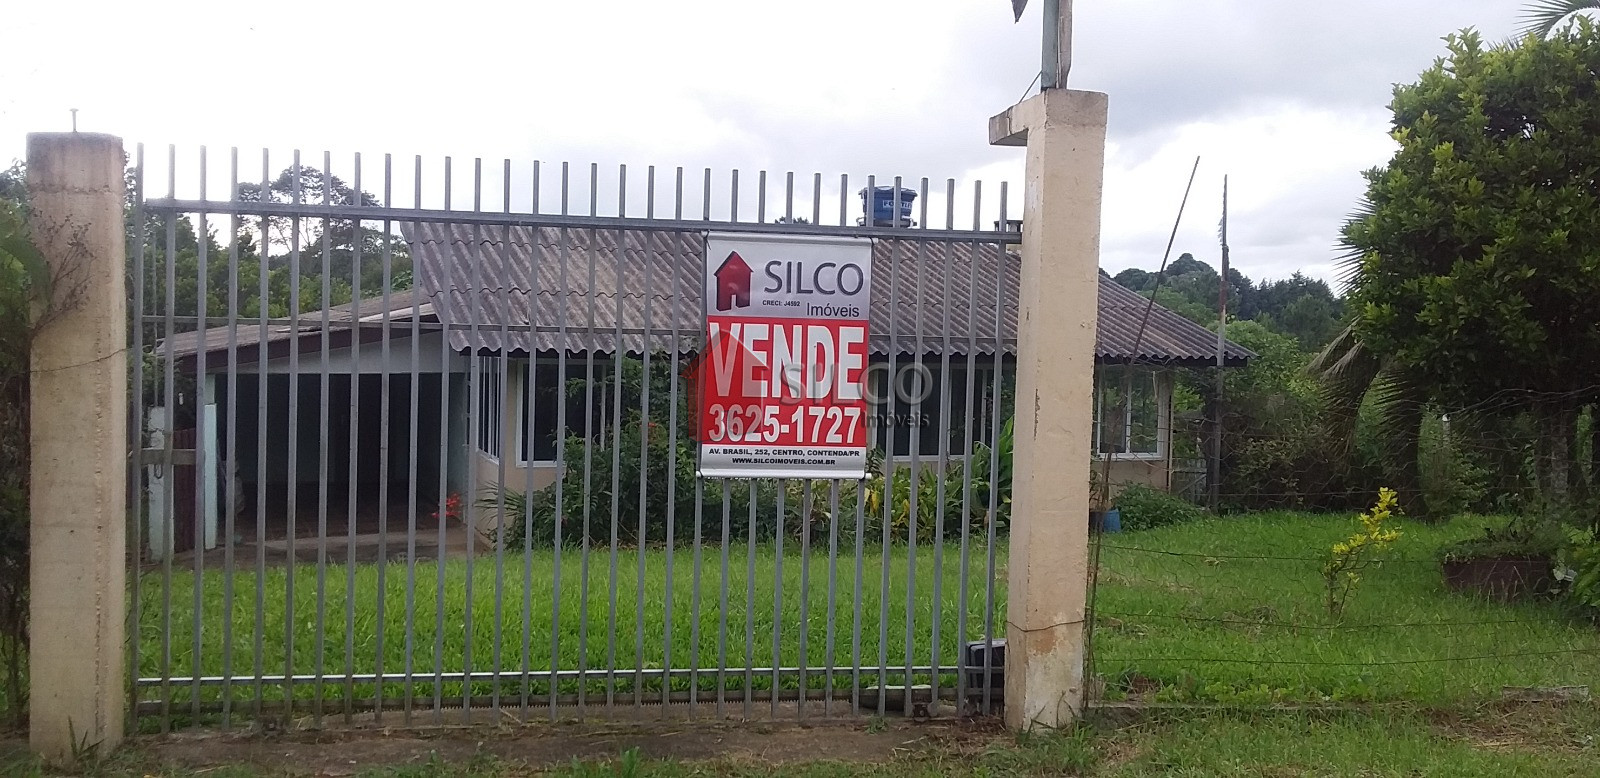 SILCO
CRECI: J4592
Imóveis
VENDE
3625-1727
AV. BRASIL, 252, CENTRO, CONTENDA/PR
WWW.SILCOIMOVEIS.COM.BR
SILCO
Imóveis